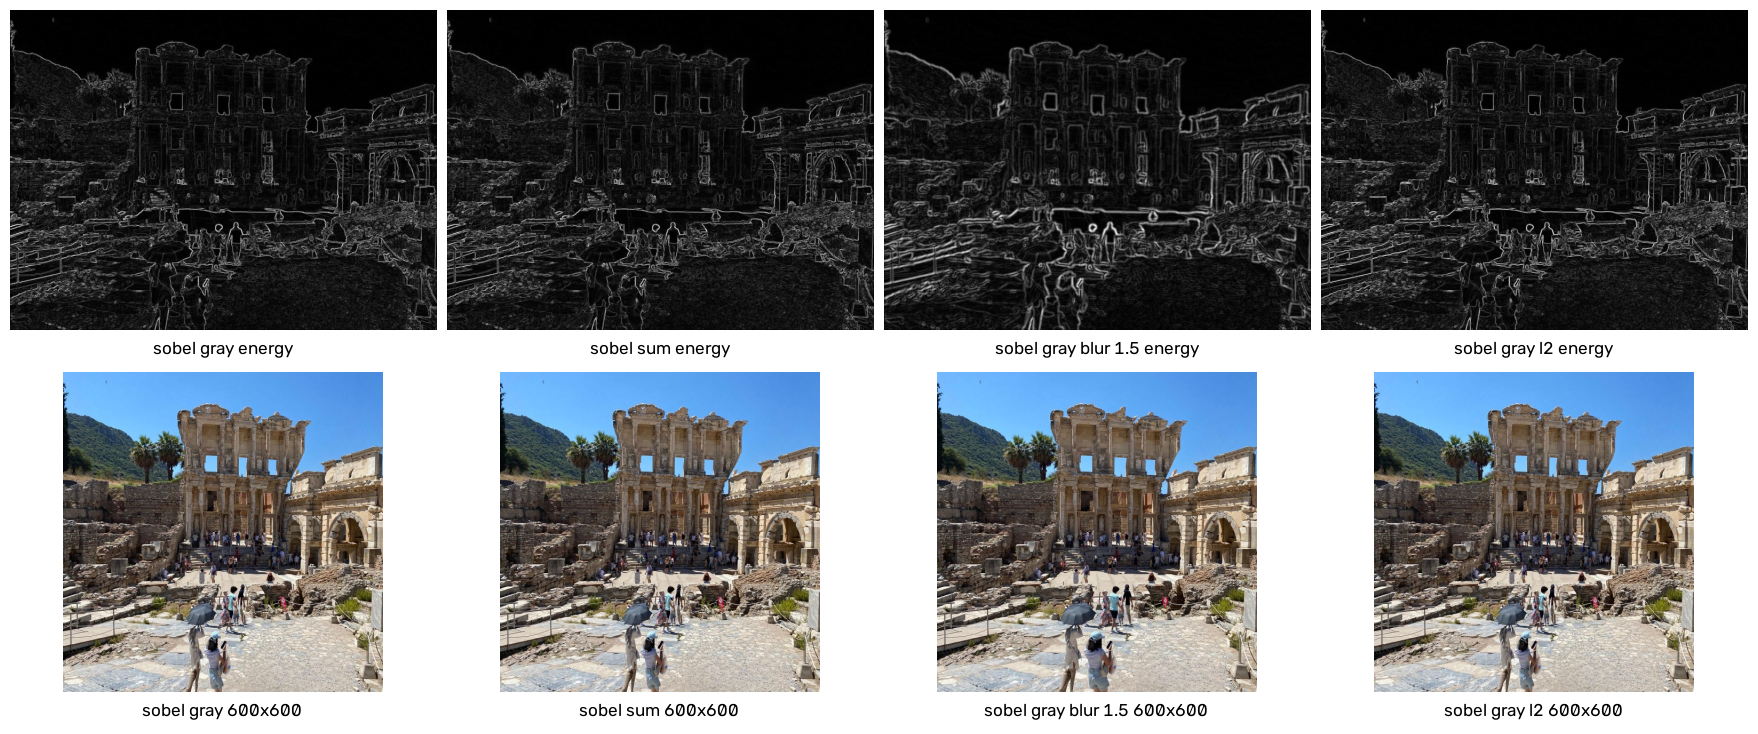 sobel gray energy
sobel sum energy
sobel gray blur 1.5 energy
sobel gray l2 energy
sobel gray 600x600
sobel sum 600x600
sobel gray blur 1.5 600x600
sobel gray l2 600x600